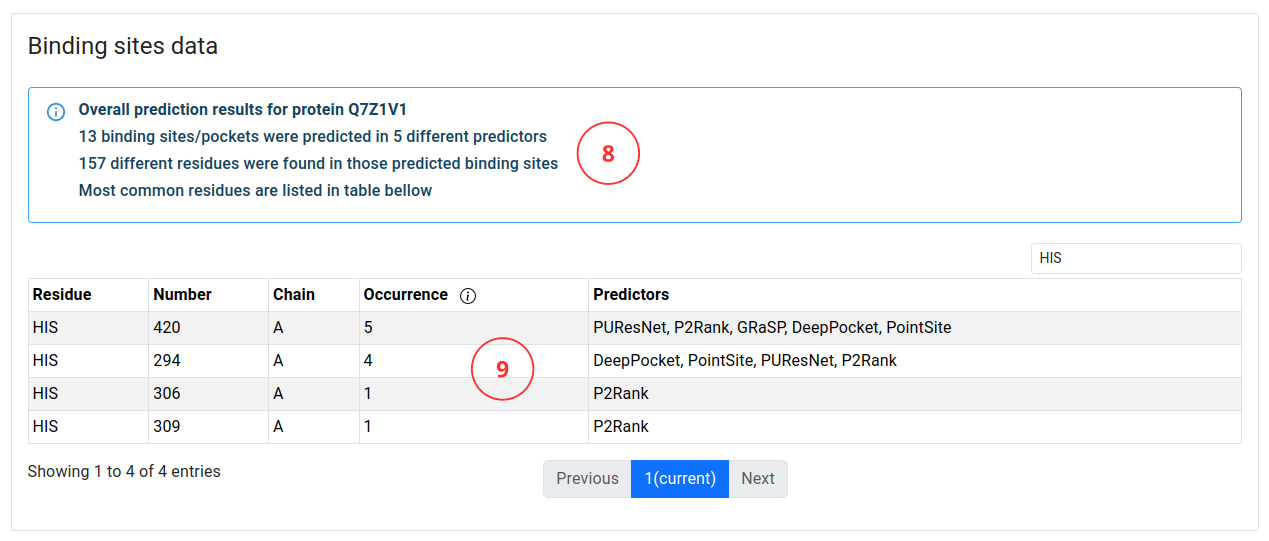 Binding sites data
Overall prediction results for protein Q7Z1V1
13 binding sites/pockets were predicted in 5 different predictors
157 different residues were found in those predicted binding sites
Most common residues are listed in table bellow
8
HIS
Residue Number Chain Occurrence Predictors
HIS 420 A 5 PUResNet, P2Rank, GRaSP, DeepPocket, PointSite
HIS 294 A 4 DeepPocket, PointSite, PUResNet, P2Rank
9
HIS 306 A 1 P2Rank
HIS 309 A 1 P2Rank
Showing 1 to 4 of 4 entries
Previous 1(current) Next